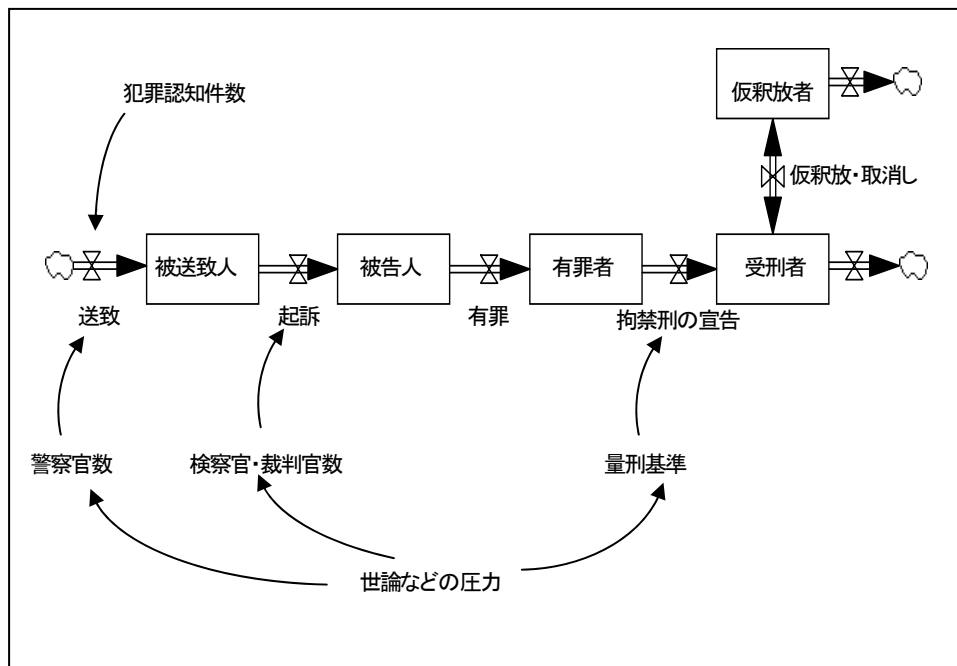 犯罪認知件数
仮釈放者
仮釈放・取消し
被送致人
被告人
有罪者
受刑者
送致
起訴
有罪
拘禁刑の宣告
警察官数
検察官・裁判官数
量刑基準
世論などの圧力